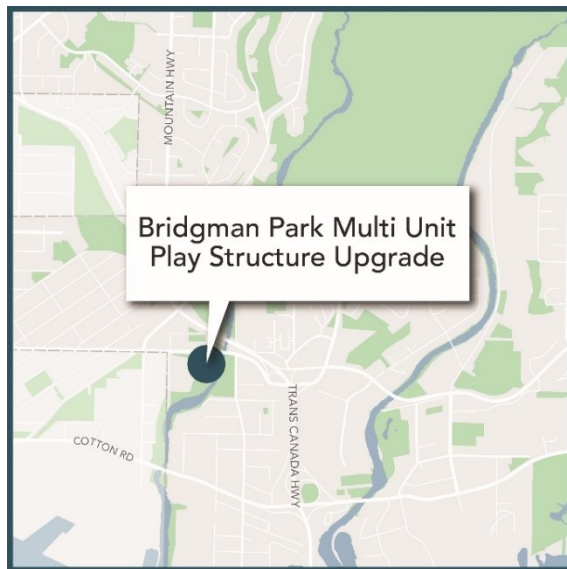 MOUNTAIN HWY
Bridgman Park Multi Unit
Play Structure Upgrade
TRANS CANADA HWY
COTTON RD